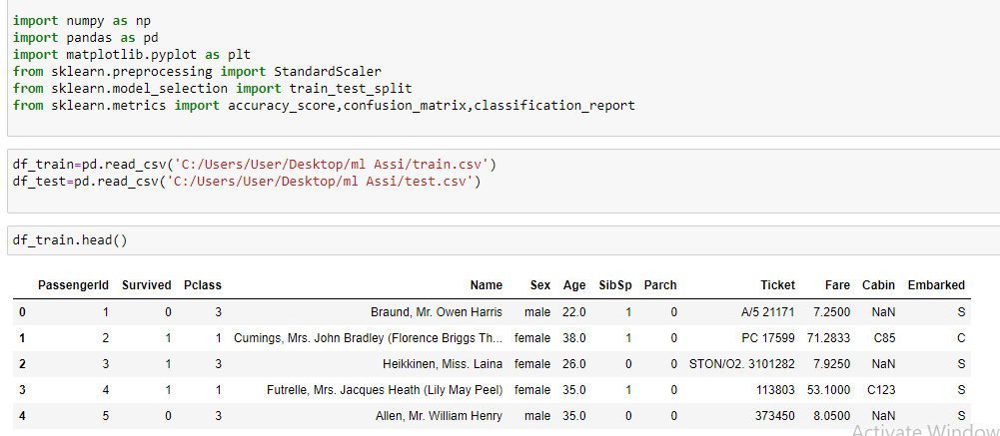 import numpy as np
import pandas as pd
import matplotlib.pyplot as plt
from sklearn.preprocessing import StandardScaler
from sklearn.model_selection import train_test_split
from sklearn.metrics import accuracy_score,confusion_matrix,classification_report
df_train=pd.read_csv('C:/Users/User/Desktop/ml Assi/train.csv')
df_test=pd.read_csv('C:/Users/User/Desktop/ml Assi/test.csv')
df_train.head()
PassengerId Survived Pclass Name Sex Age SibSp Parch Ticket Fare Cabin Embarked
0 1 0 3 Braund, Mr. Owen Harris male 22.0 1 0 A/5 21171 7.2500 NaN S
1 2 1 1 Cumings, Mrs. John Bradley (Florence Briggs Th... female 38.0 1 0 PC 17599 71.2833 C85 C
2 3 1 3 Heikkinen, Miss. Laina female 26.0 0 0 STON/O2. 3101282 7.9250 NaN S
3 4 1 1 Futrelle, Mrs. Jacques Heath (Lily May Peel) female 35.0 1 0 113803 53.1000 C123 S
4 5 0 3 Allen, Mr. William Henry male 35.0 0 0 373450 8.0500 NaN S
Activate Window